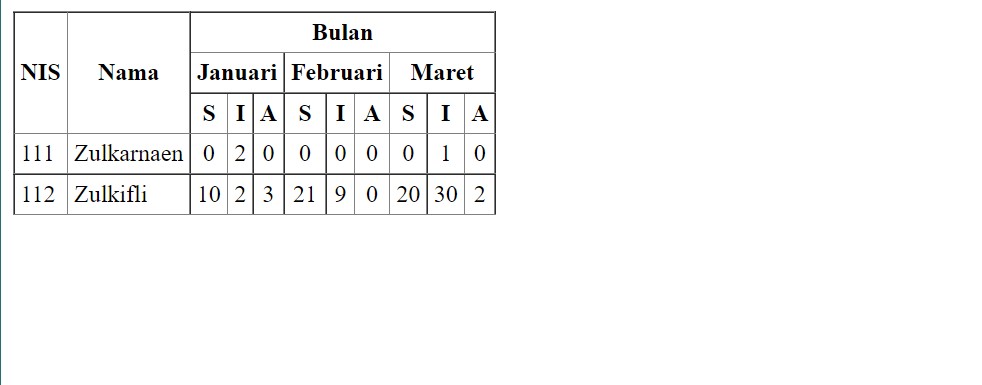 Bulan
NIS Nama Januari Februari Maret
S I A S I A S I A
111 Zulkarnaen 0 2 0 0 0 0 0 1 0
112 Zulkifli 10 2 3 21 9 0 20 30 2